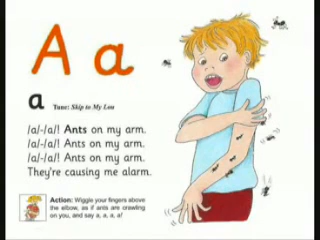 A a
a Tune: Skip to My Lou
/a/-/a/! Ants on my arm.
/a/-/a/! Ants on my arm.
/a/-/a/! Ants on my arm.
They're causing me alarm.
Action: Wiggle your fingers above
the elbow, as if ants are crawling
on you, and say a, a, a!